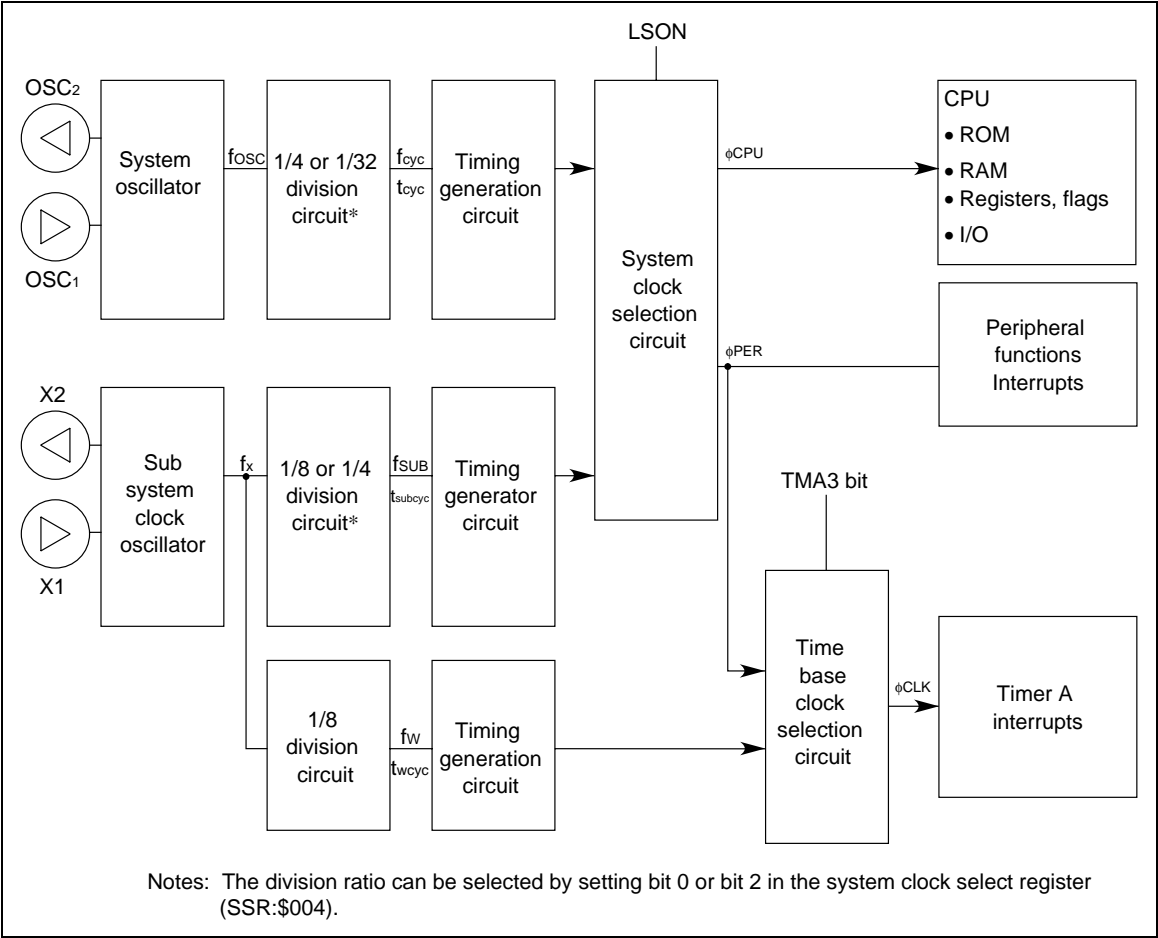 LSON
OSC2
System
oscillator
fOSC
1/4 or 1/32
division
circuit*
fcyc
tcyc
Timing
generation
circuit
OSC1
System
clock
selection
circuit
ϕCPU
CPU
• ROM
• RAM
• Registers, flags
• I/O
ϕPER
Peripheral
functions
Interrupts
X2
Sub
system
clock
oscillator
fx
1/8 or 1/4
division
circuit*
fSUB
tsubcyc
Timing
generator
circuit
X1
TMA3 bit
1/8
division
circuit
fW
twcyc
Timing
generation
circuit
Time
base
clock
selection
circuit
ϕCLK
Timer A
interrupts
Notes: The division ratio can be selected by setting bit 0 or bit 2 in the system clock select register
(SSR:$004).